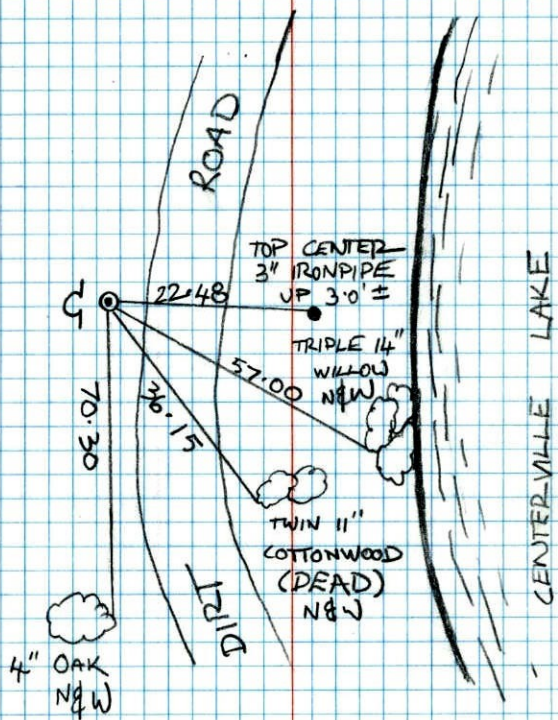 ROAD
TOP CENTER
3" IRONPIPE
UP 3.0' ±
22.48
TRIPLE 14"
WILLOW
N&W
57.00
36.15
70.30
TWIN 11"
COTTONWOOD
(DEAD)
N&W
DIRT
4" OAK
N&W
CENTERVILLE LAKE